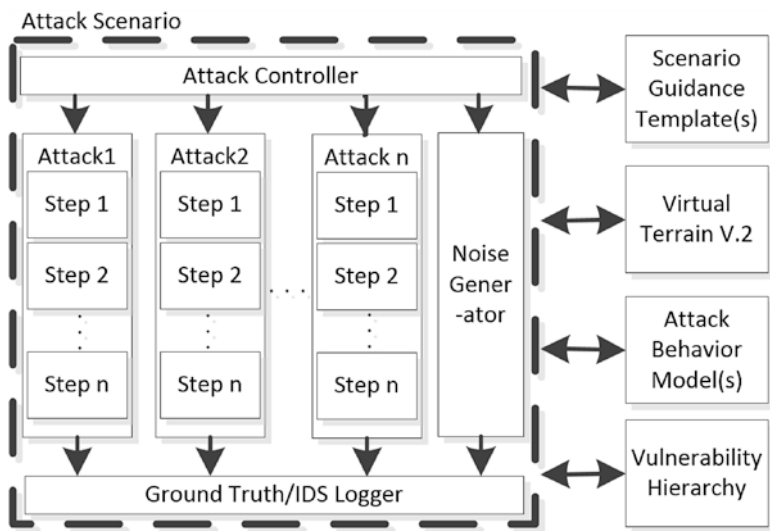 Attack Scenario
Attack Controller
Attack1
Step 1
Step 2
Step n
Attack2
Step 1
Step 2
Step n
Attack n
Step 1
Step 2
Step n
Noise
Gener
-ator
Ground Truth/IDS Logger
Scenario
Guidance
Template(s)
Virtual
Terrain V.2
Attack
Behavior
Model(s)
Vulnerability
Hierarchy